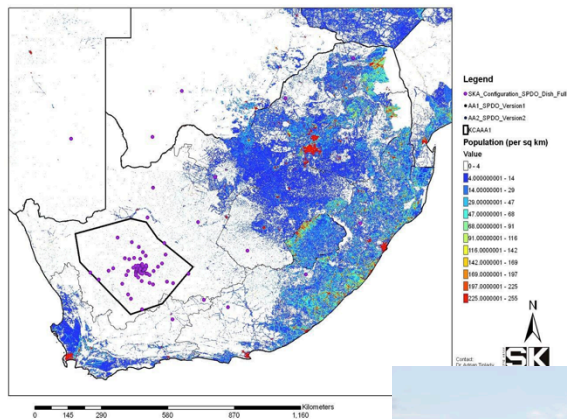 Legend
SKA_Configuration_SPDO_Dish_Full
AA1_SPDO_Version1
AA2_SPDO_Version2
KCAAA1
Population (per sq km)
Value
0 - 4
4.000000001 - 14
14.00000001 - 29
29.00000001 - 47
47.00000001 - 68
68.00000001 - 91
91.00000001 - 116
116.0000001 - 142
142.0000001 - 169
169.0000001 - 197
197.0000001 - 225
225.0000001 - 255
N
Contact:
SK
Kilometers
0 145 290 580 870 1,160